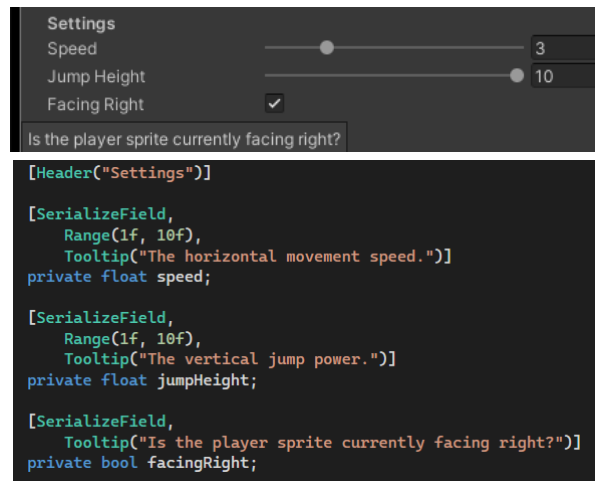 Settings
Speed 3
Jump Height 10
Facing Right
Is the player sprite currently facing right?
[Header("Settings")]
[SerializeField,
Range(1f, 10f),
Tooltip("The horizontal movement speed.")]
private float speed;
[SerializeField,
Range(1f, 10f),
Tooltip("The vertical jump power.")]
private float jumpHeight;
[SerializeField,
Tooltip("Is the player sprite currently facing right?")]
private bool facingRight;